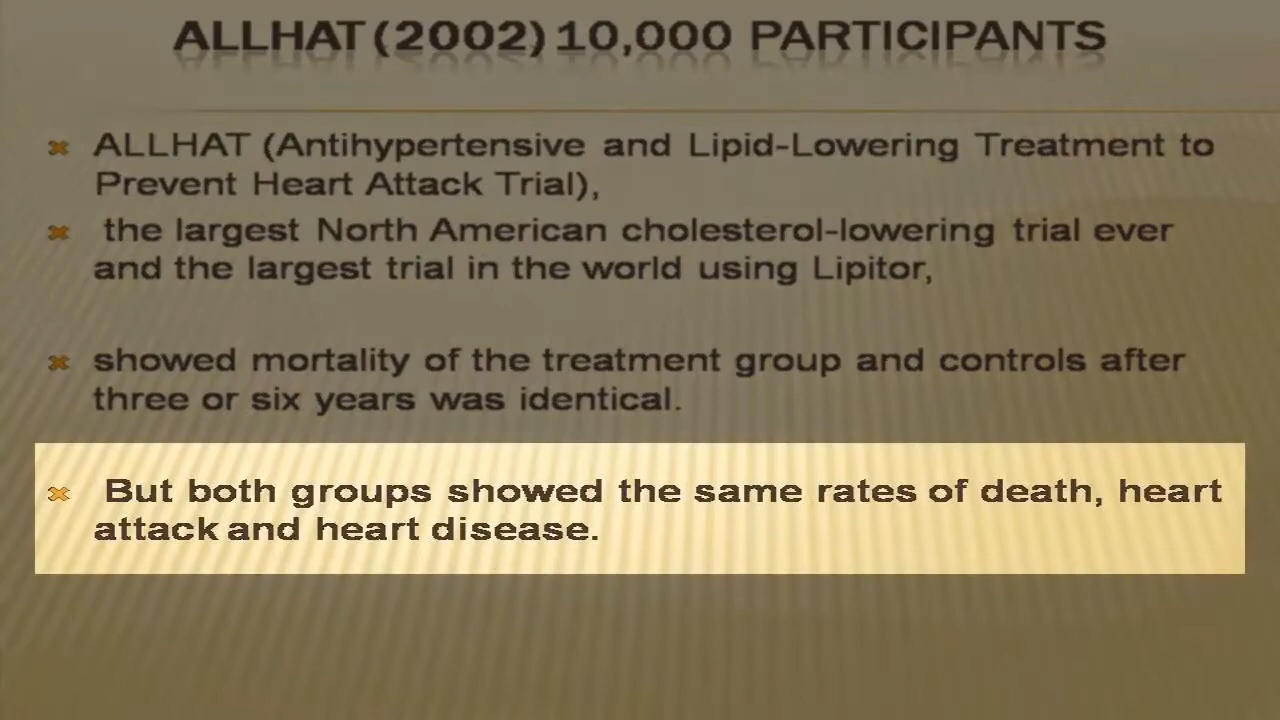 ALLHAT (2002) 10,000 PARTICIPANTS
ALLHAT (Antihypertensive and Lipid-Lowering Treatment to
Prevent Heart Attack Trial),
the largest North American cholesterol-lowering trial ever
and the largest trial in the world using Lipitor,
showed mortality of the treatment group and controls after
three or six years was identical.
But both groups showed the same rates of death, heart
attack and heart disease.